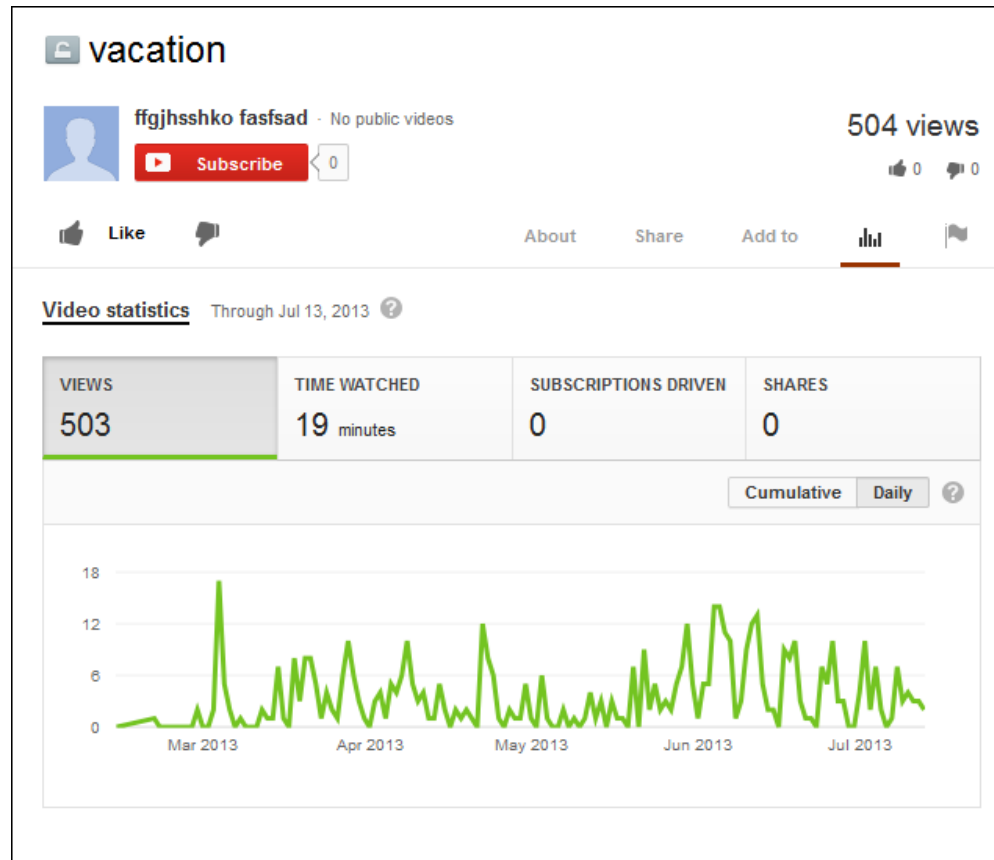 vacation
ffgjhsshko fasfsad · No public videos
504 views
Subscribe 0
0 0
Like
About Share Add to
Video statistics Through Jul 13, 2013 ?
VIEWS TIME WATCHED SUBSCRIPTIONS DRIVEN SHARES
503 19 minutes 0 0
Cumulative Daily ?
18
12
6
0
Mar 2013 Apr 2013 May 2013 Jun 2013 Jul 2013